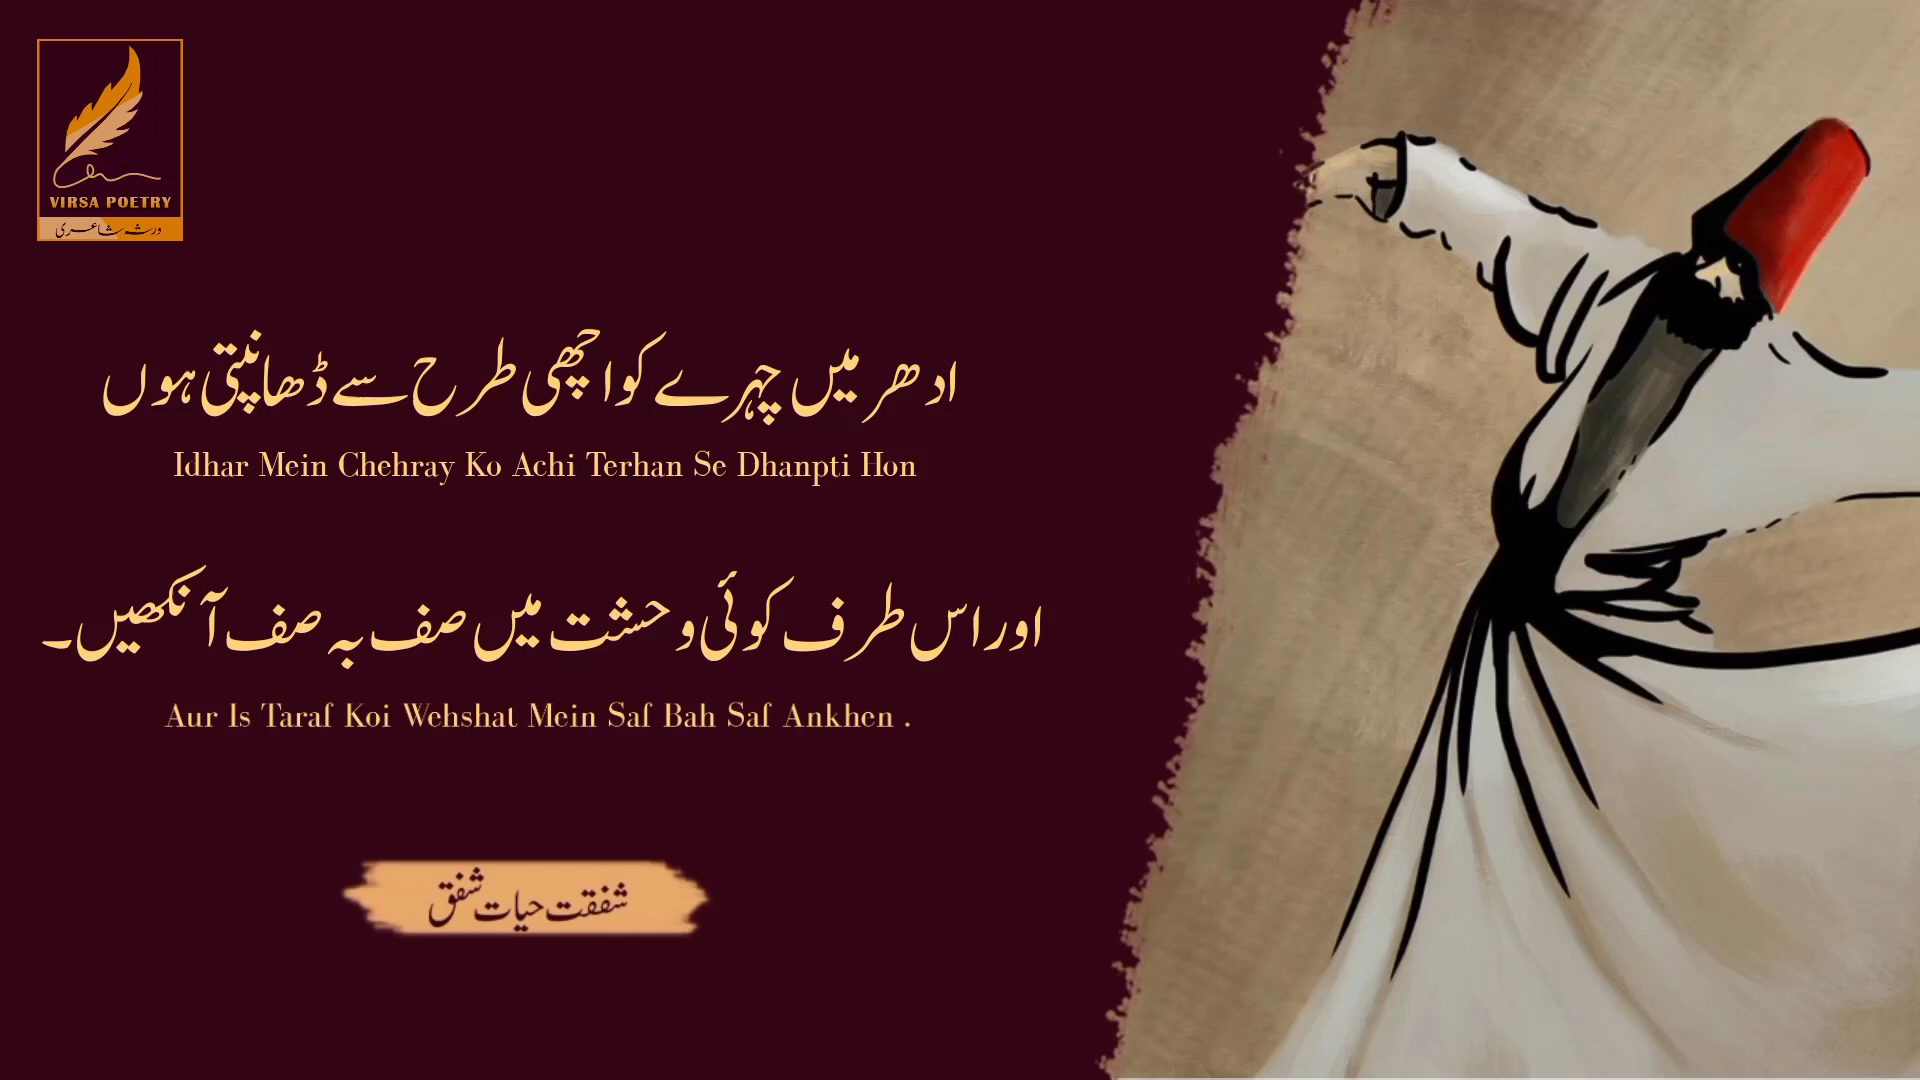 VIRSA POETRY
ورثہ شاعری
ادھر میں چہرے کو اچھی طرح سے ڈھانپتی ہوں
Idhar Mein Chehray Ko Achi Terhan Se Dhanpti Hon
اور اس طرف کوئی وحشت میں صف بہ صف آنکھیں۔
Aur Is Taraf Koi Wehshat Mein Saf Bah Saf Ankhen .
شفقت حیات شفق